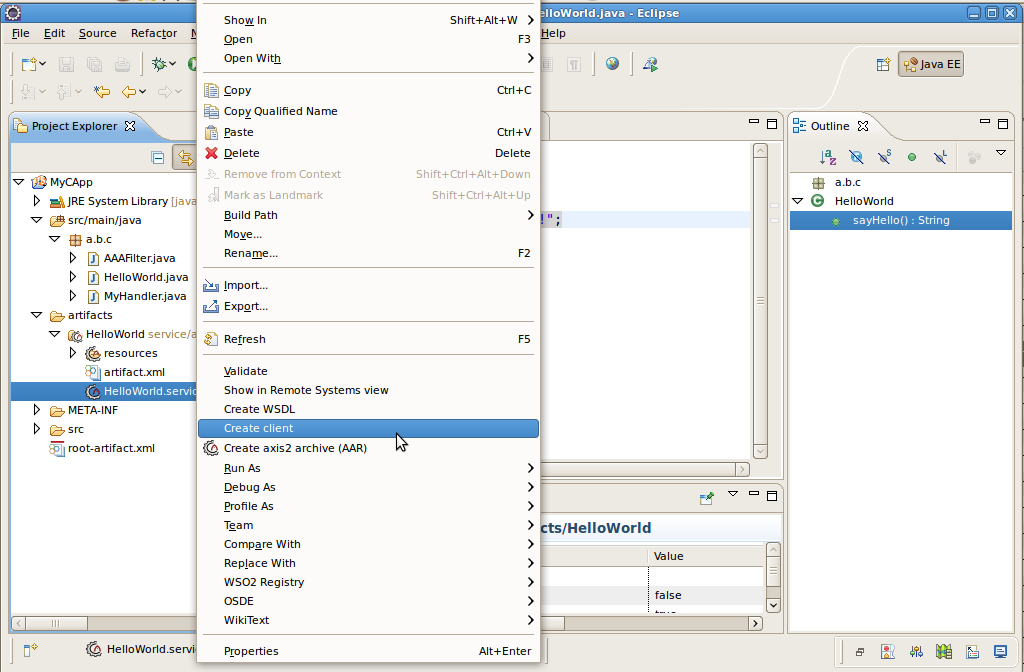 elloWorld.java - Eclipse
File Edit Source Refactor N Help
Java EE
Project Explorer
MyCApp
JRE System Library [java
src/main/java
a.b.c
AAAFilter.java
HelloWorld.java
MyHandler.java
artifacts
HelloWorld service/a
resources
artifact.xml
HelloWorld.servic
META-INF
src
root-artifact.xml
Show In Shift+Alt+W
Open F3
Open With
Copy Ctrl+C
Copy Qualified Name
Paste Ctrl+V
Delete Delete
Remove from Context Shift+Ctrl+Alt+Down
Mark as Landmark Shift+Ctrl+Alt+Up
Build Path
Move...
Rename... F2
Import...
Export...
Refresh F5
Validate
Show in Remote Systems view
Create WSDL
Create client
Create axis2 archive (AAR)
Run As
Debug As
Profile As
Team
Compare With
Replace With
WSO2 Registry
OSDE
WikiText
Properties Alt+Enter
!";
Outline
a.b.c
HelloWorld
sayHello() : String
cts/HelloWorld
Value
false
true
HelloWorld.servi